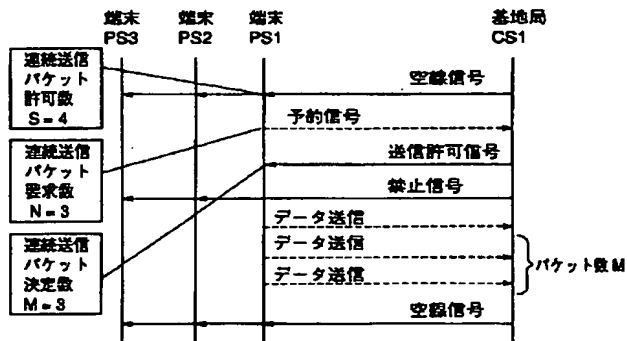 端末
PS3
端末
PS2
端末
PS1
基地局
CS1
連続送信
パケット
許可数
S=4
空線信号
予約信号
連続送信
パケット
要求数
N=3
送信許可信号
禁止信号
データ送信
データ送信
データ送信
パケット数M
連続送信
パケット
決定数
M=3
空線信号